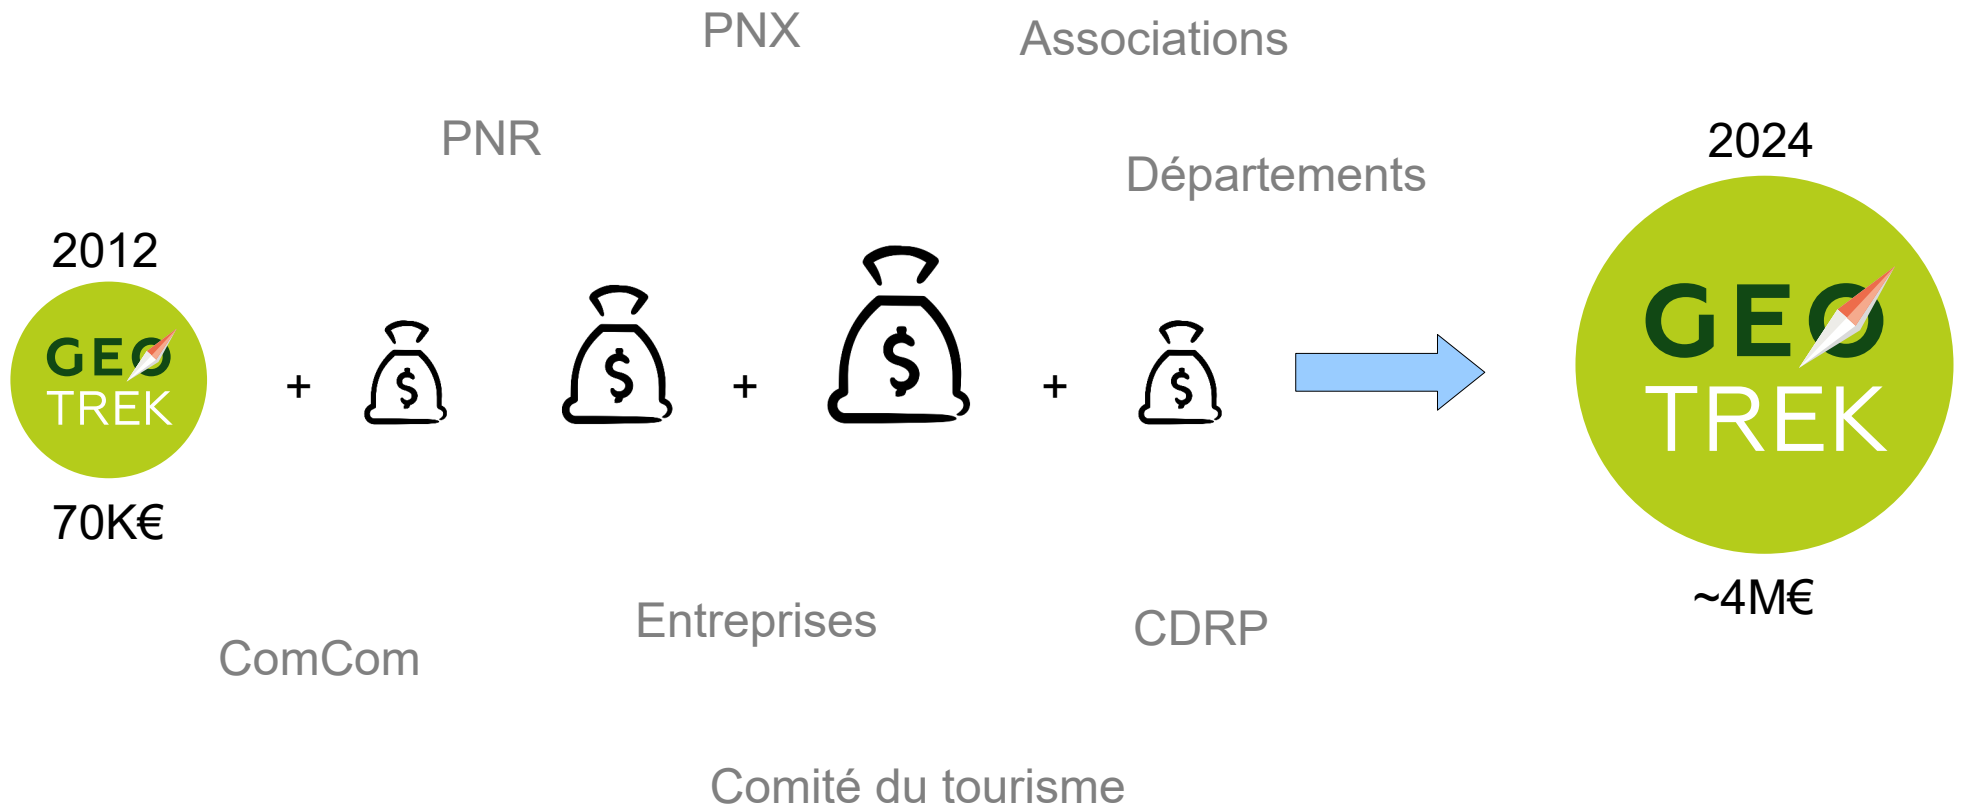 PNX
Associations
PNR
2024
Départements
2012
GEO
TREK
+
$
$
+
$
+
$
GEO
TREK
70K€
~4M€
Entreprises
CDRP
ComCom
Comité du tourisme